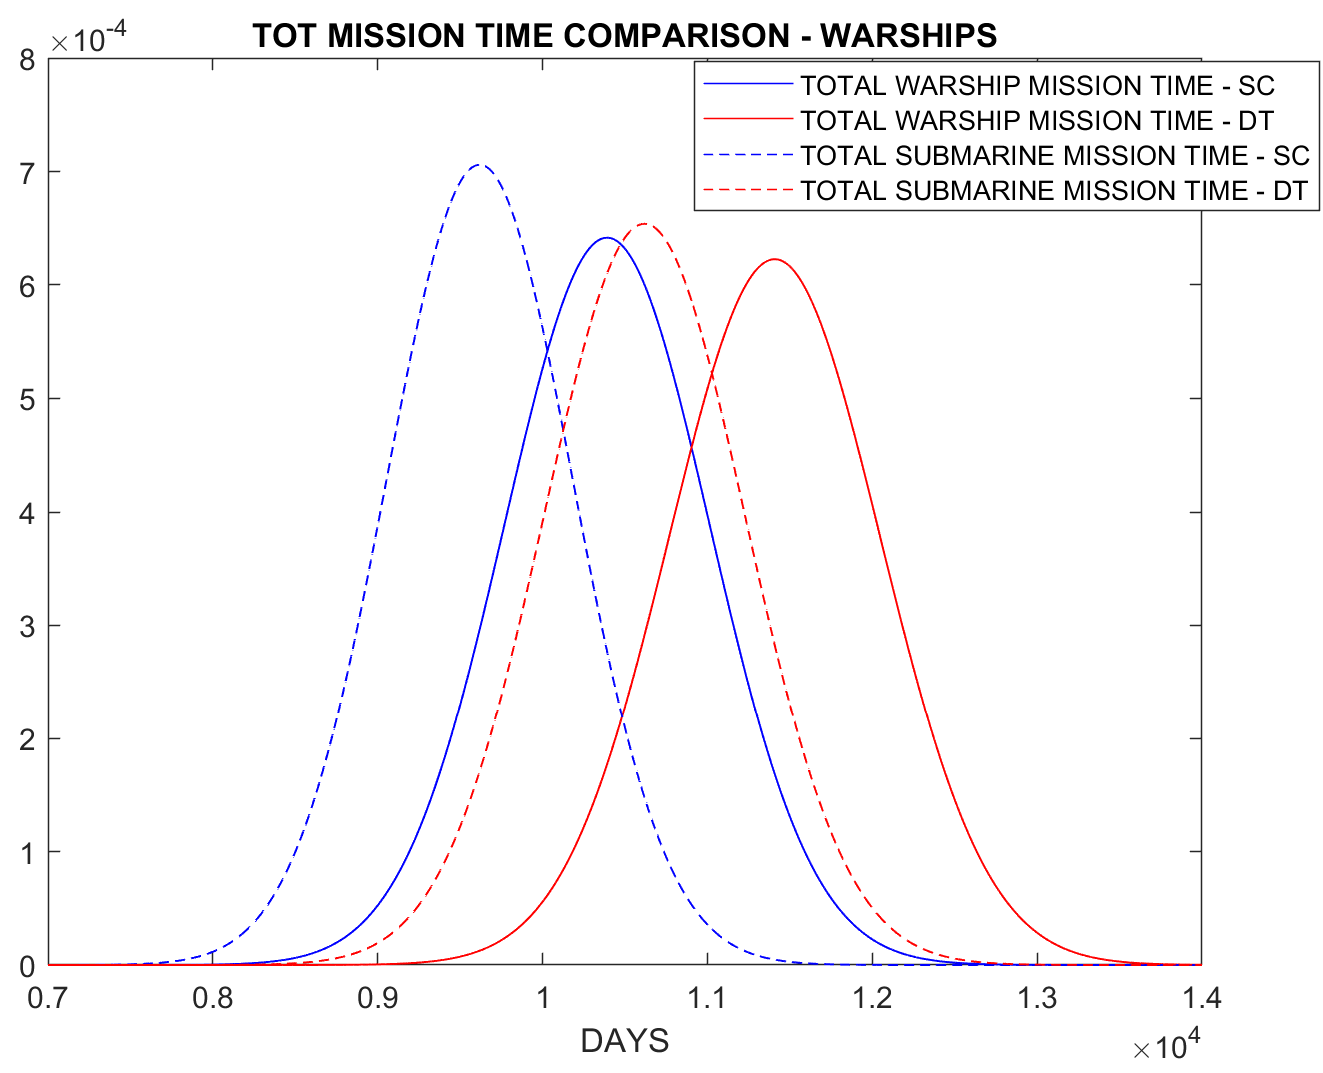 TOT MISSION TIME COMPARISON - WARSHIPS
×10^-4
TOTAL WARSHIP MISSION TIME - SC
TOTAL WARSHIP MISSION TIME - DT
TOTAL SUBMARINE MISSION TIME - SC
TOTAL SUBMARINE MISSION TIME - DT
8
7
6
5
4
3
2
1
0
0.7 0.8 0.9 1 1.1 1.2 1.3 1.4
DAYS
×10^4